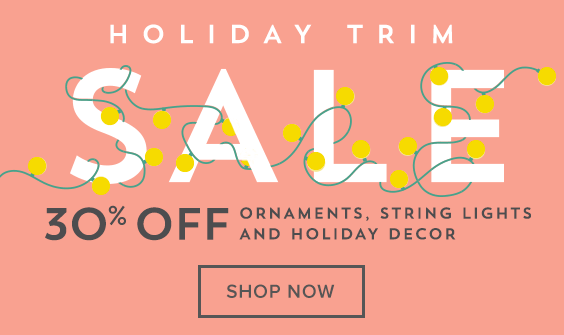 HOLIDAY TRIM
SALE
30% OFF ORNAMENTS, STRING LIGHTS
AND HOLIDAY DECOR
SHOP NOW